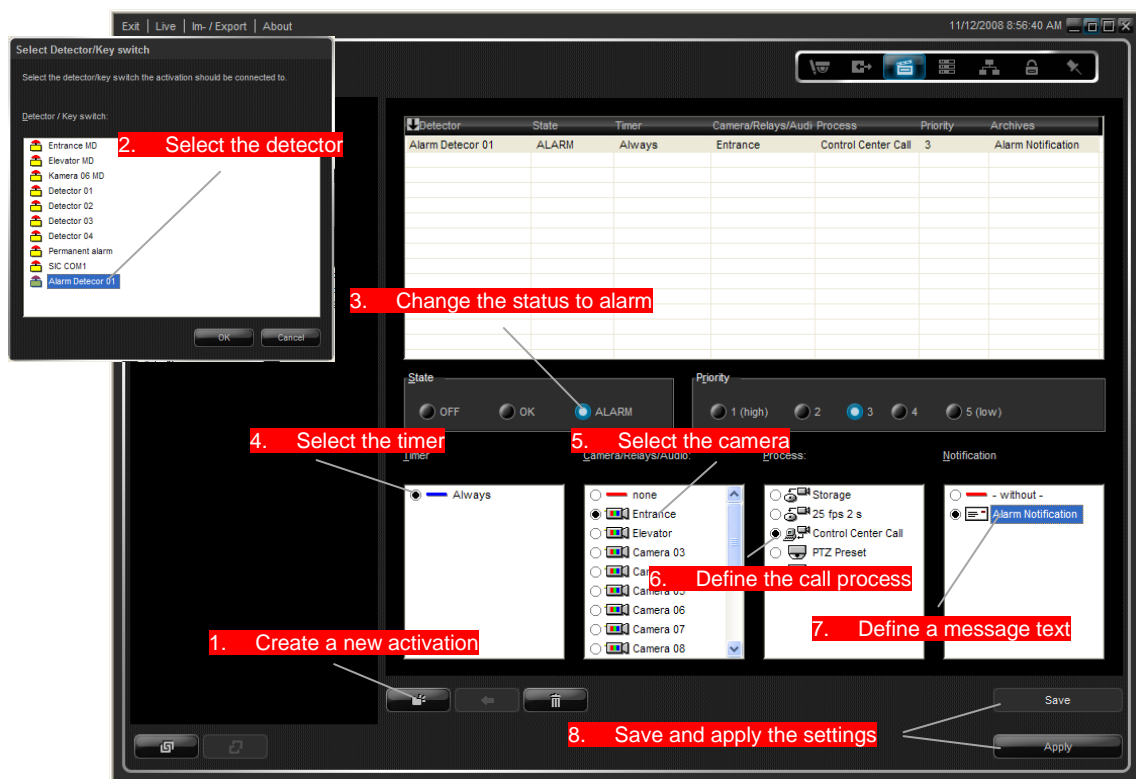 Exit | Live | Im- / Export | About
11/12/2008 8:56:40 AM
Select Detector/Key switch
Select the detector/key switch the activation should be connected to.
Detector / Key switch:
Entrance MD
Elevator MD
Kamera 06 MD
Detector 01
Detector 02
Detector 03
Detector 04
Permanent alarm
SIC COM1
Alarm Detecor 01
OK Cancel
2. Select the detector
Detector State Timer Camera/Relays/Audi Process Priority Archives
Alarm Detecor 01 ALARM Always Entrance Control Center Call 3 Alarm Notification
3. Change the status to alarm
State
OFF OK ALARM
Priority
1 (high) 2 3 4 5 (low)
4. Select the timer
5. Select the camera
Timer
Always
Camera/Relays/Audio:
none
Entrance
Elevator
Camera 03
Camera 06
Camera 07
Camera 08
Process:
Storage
25 fps 2 s
Control Center Call
PTZ Preset
Notification
- without -
Alarm Notification
6. Define the call process
7. Define a message text
1. Create a new activation
8. Save and apply the settings
Save
Apply